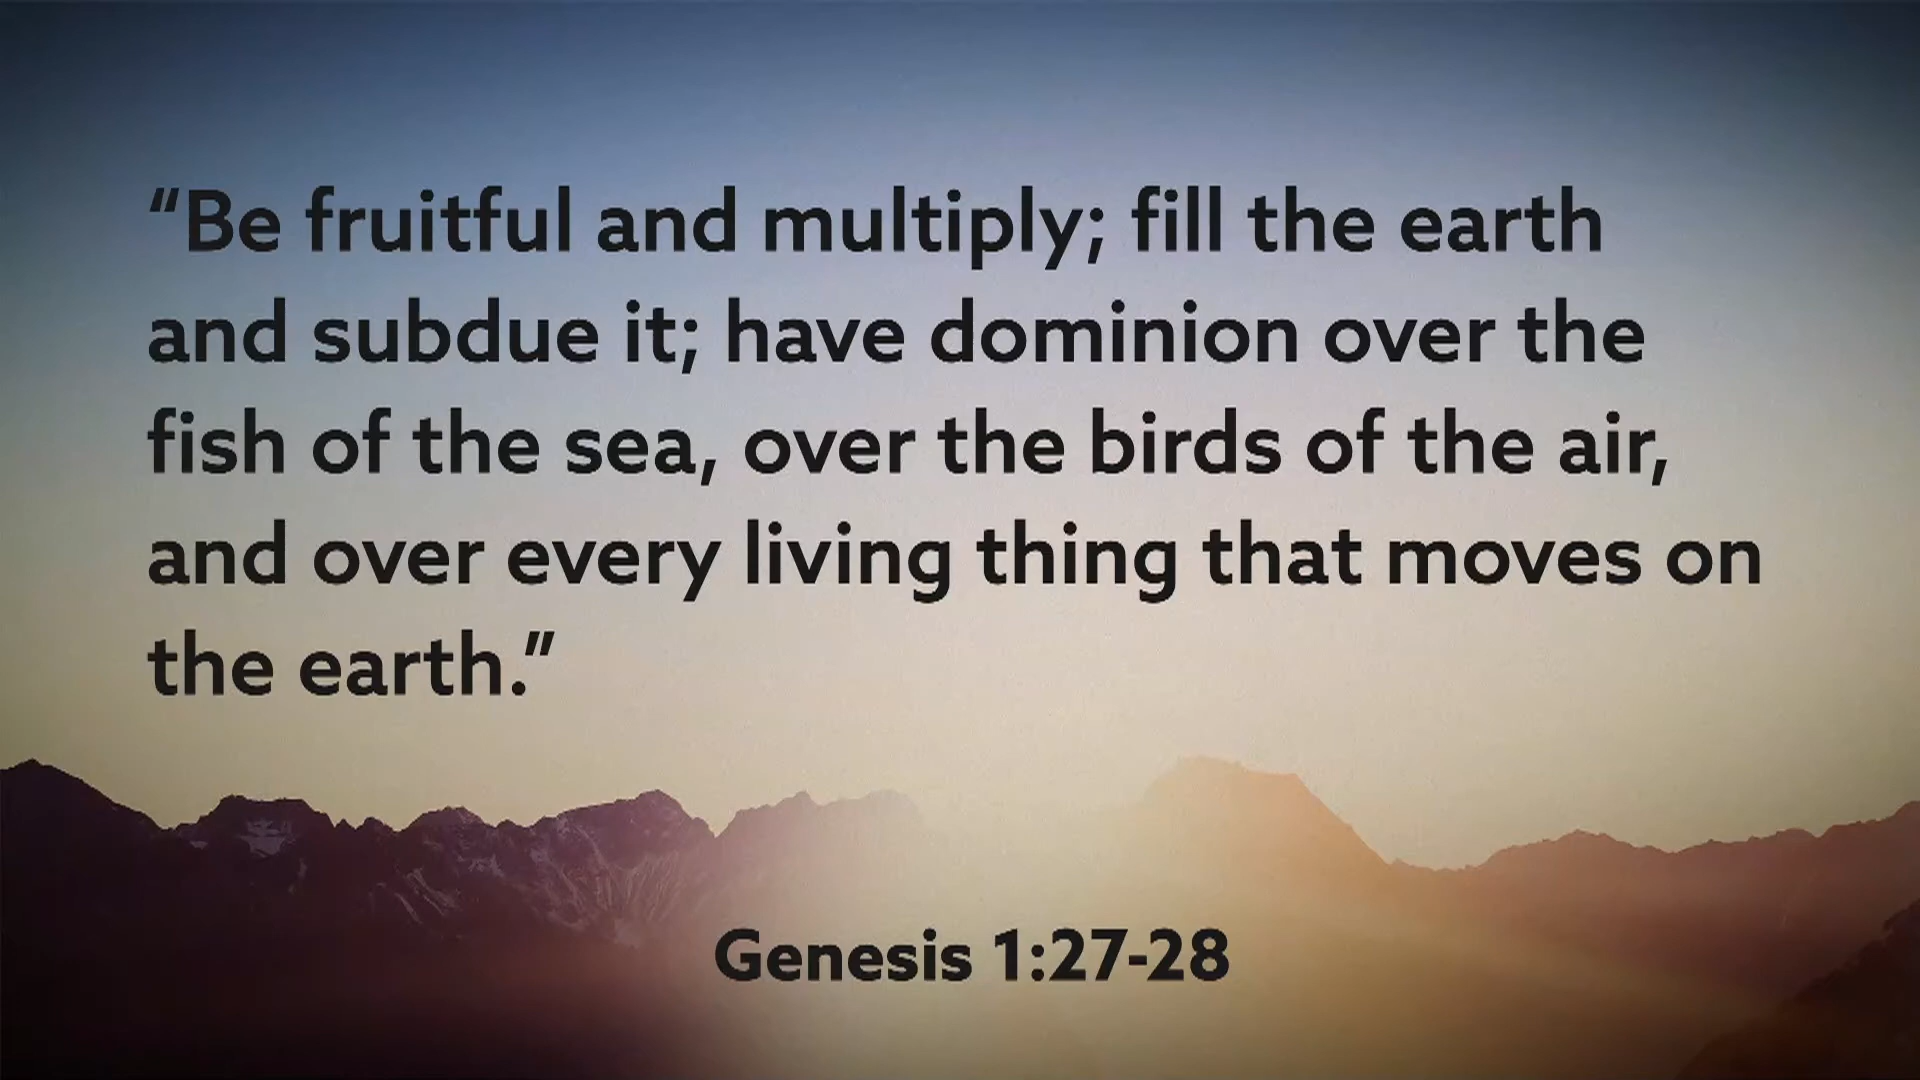 “Be fruitful and multiply; fill the earth
and subdue it; have dominion over the
fish of the sea, over the birds of the air,
and over every living thing that moves on
the earth.”
Genesis 1:27-28